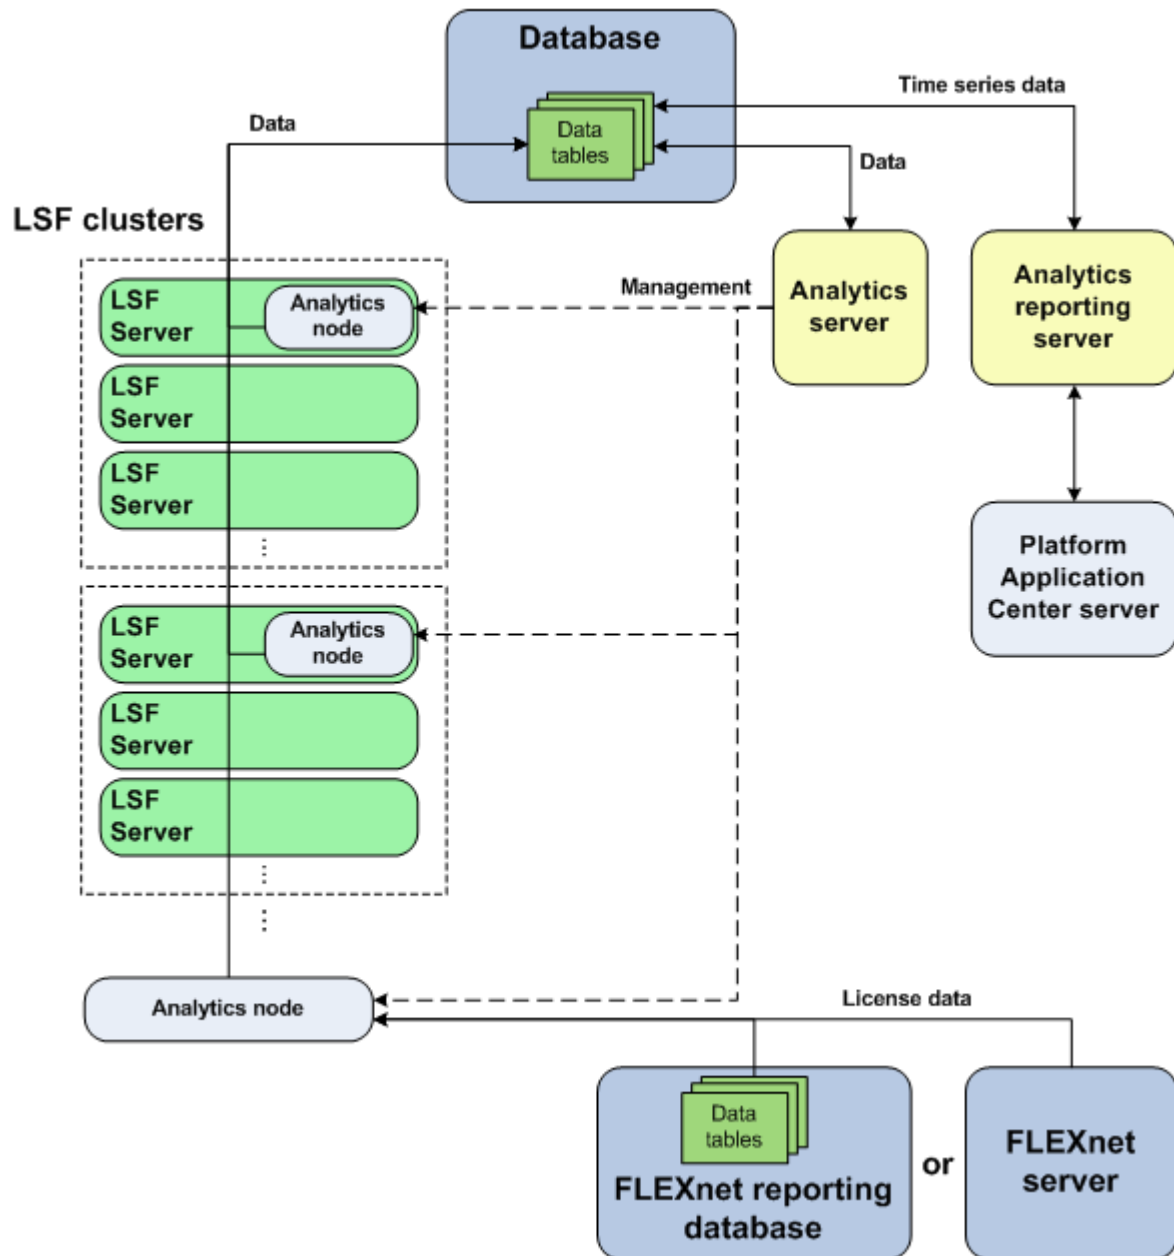 Database
Time series data
Data
Data
tables
Data
LSF clusters
Management
Analytics
server
Analytics
reporting
server
LSF
Server
Analytics
node
LSF
Server
LSF
Server
Platform
Application
Center server
LSF
Server
Analytics
node
LSF
Server
LSF
Server
Analytics node
License data
Data
tables
FLEXnet reporting
database
or
FLEXnet
server